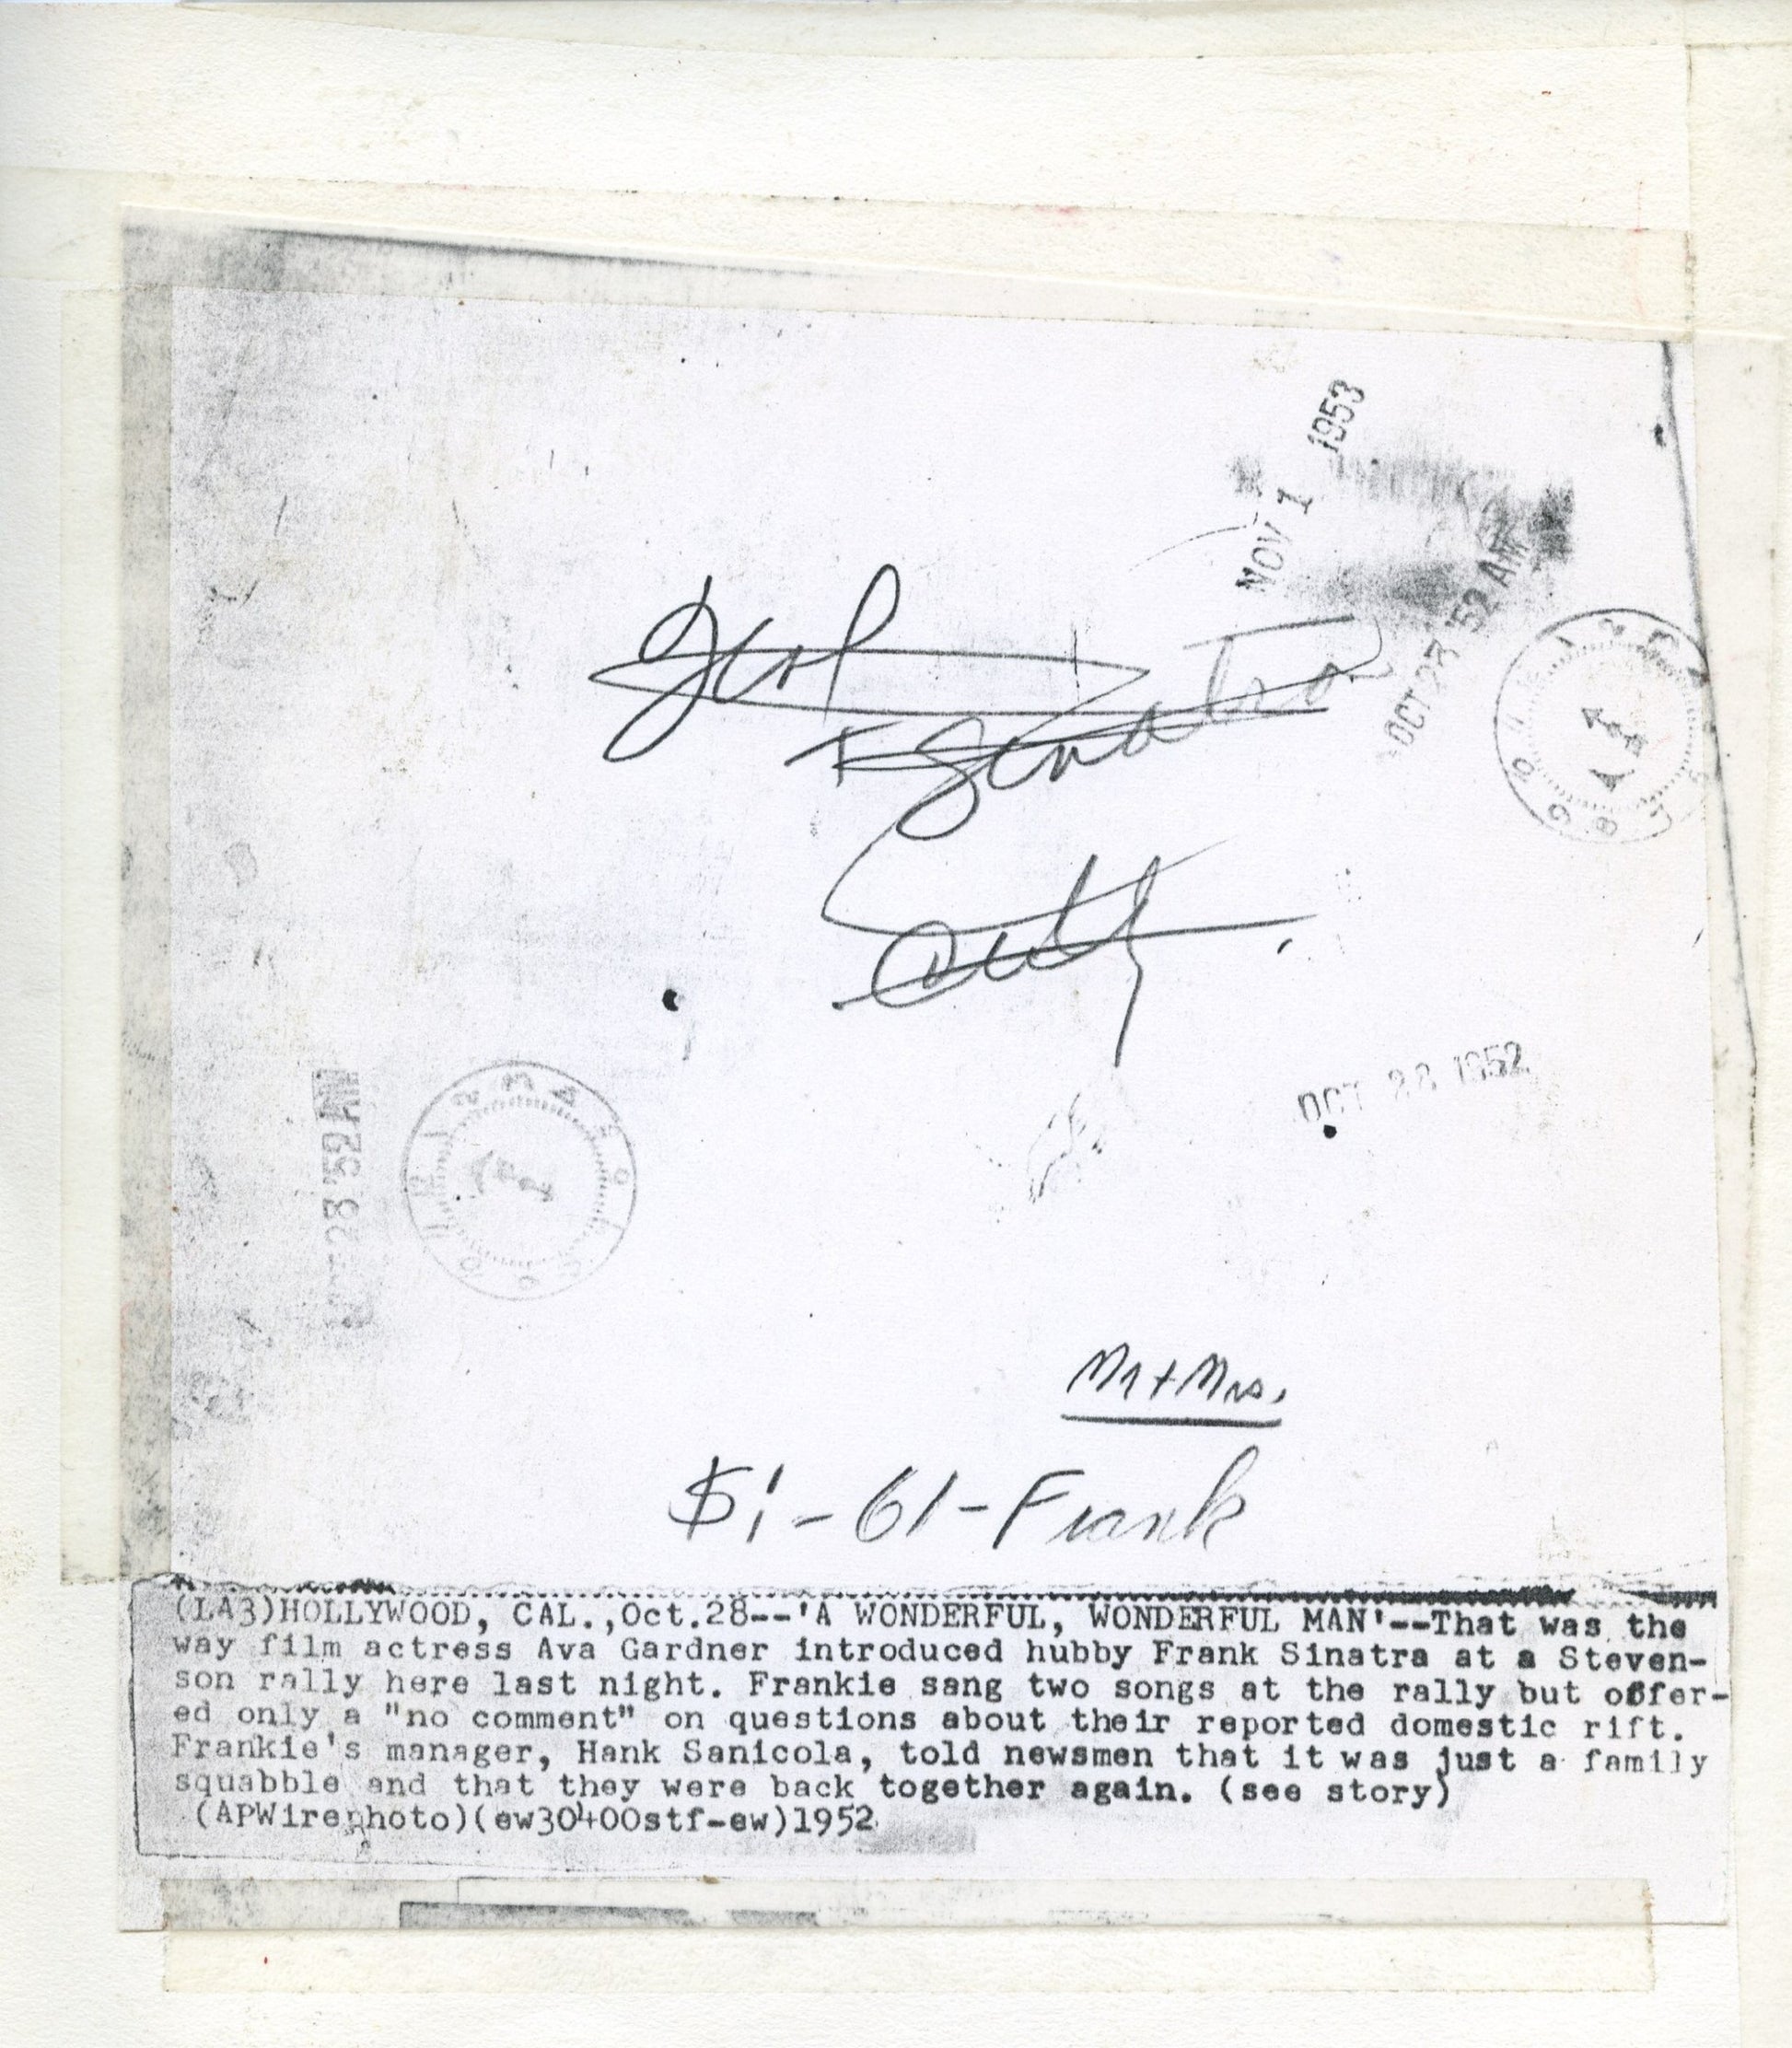 NOV 1 1953
OCT 28 '52 AM
Sinatra
OCT 28 1952
Mr + Mrs.
$1-61-Frank
(LA3)HOLLYWOOD, CAL.,Oct.28--'A WONDERFUL, WONDERFUL MAN'--That was the
way film actress Ava Gardner introduced hubby Frank Sinatra at a Steven-
son rally here last night. Frankie sang two songs at the rally but offer-
ed only a "no comment" on questions about their reported domestic rift.
Frankie's manager, Hank Sanicola, told newsmen that it was just a family
squabble and that they were back together again. (see story)
(APWirephoto)(ew30400stf-ew)1952